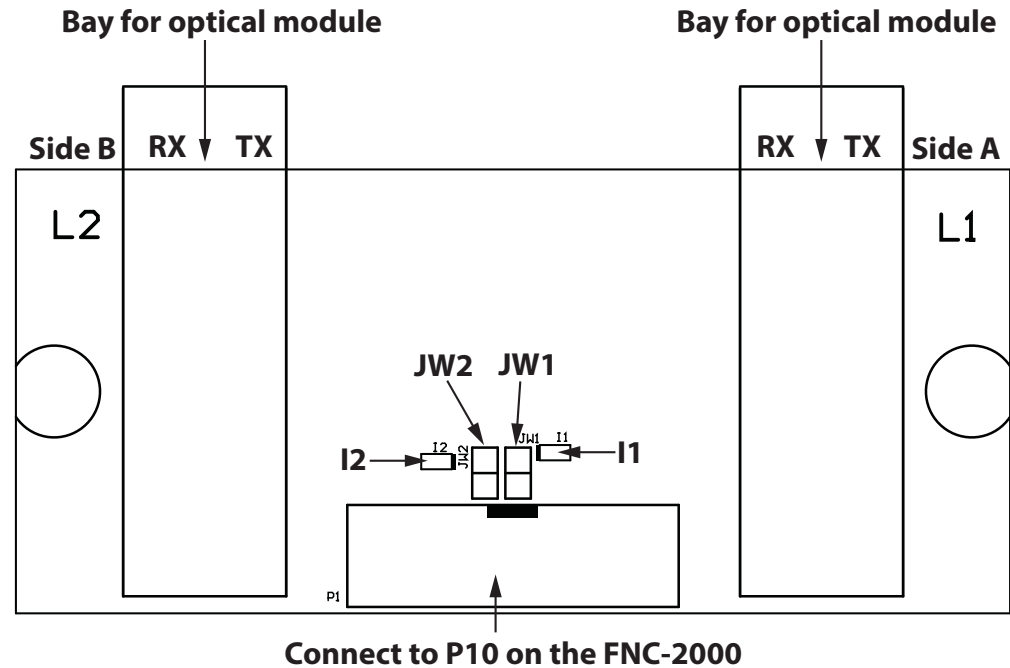 Bay for optical module
Bay for optical module
Side B
RX
TX
RX
TX
Side A
L2
L1
JW2
JW1
I2
I2
JW2
JW1
I1
I1
P1
Connect to P10 on the FNC-2000